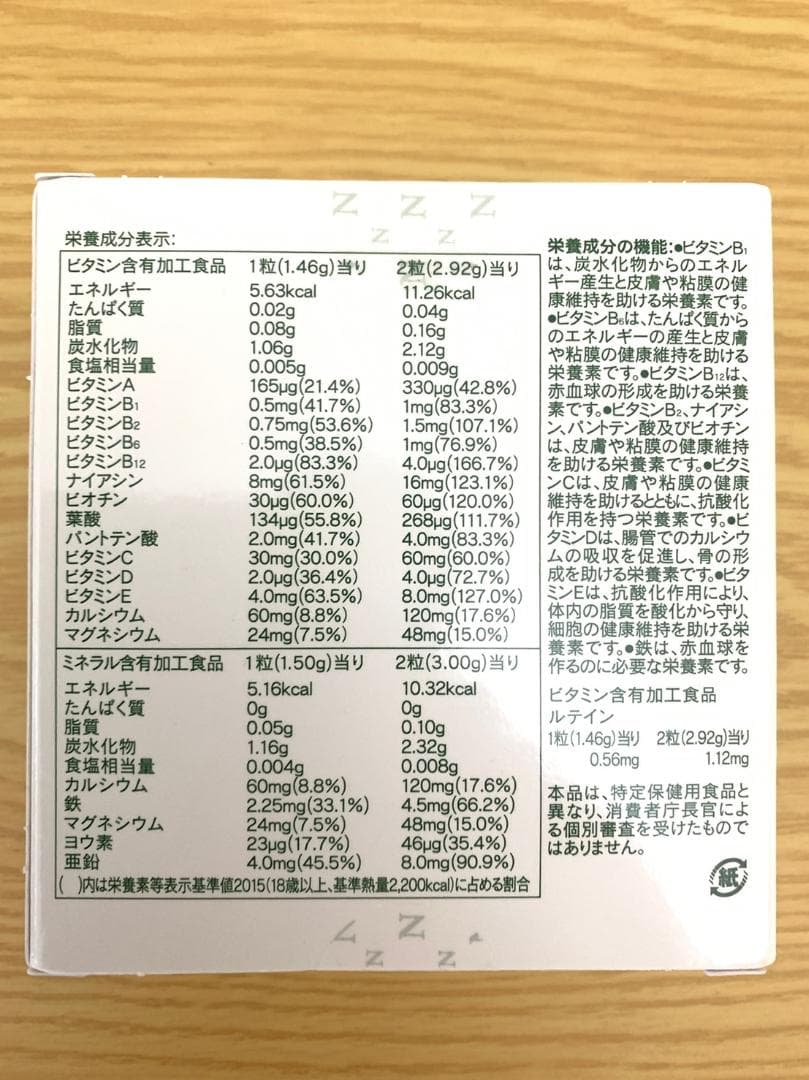 Z Z Z
Z Z
栄養成分表示:
ビタミン含有加工食品 1粒(1.46g)当り 2粒(2.92g)当り
エネルギー 5.63kcal 11.26kcal
たんぱく質 0.02g 0.04g
脂質 0.08g 0.16g
炭水化物 1.06g 2.12g
食塩相当量 0.005g 0.009g
ビタミンA 165μg(21.4%) 330μg(42.8%)
ビタミンB1 0.5mg(41.7%) 1mg(83.3%)
ビタミンB2 0.75mg(53.6%) 1.5mg(107.1%)
ビタミンB6 0.5mg(38.5%) 1mg(76.9%)
ビタミンB12 2.0μg(83.3%) 4.0μg(166.7%)
ナイアシン 8mg(61.5%) 16mg(123.1%)
ビオチン 30μg(60.0%) 60μg(120.0%)
葉酸 134μg(55.8%) 268μg(111.7%)
パントテン酸 2.0mg(41.7%) 4.0mg(83.3%)
ビタミンC 30mg(30.0%) 60mg(60.0%)
ビタミンD 2.0μg(36.4%) 4.0μg(72.7%)
ビタミンE 4.0mg(63.5%) 8.0mg(127.0%)
カルシウム 60mg(8.8%) 120mg(17.6%)
マグネシウム 24mg(7.5%) 48mg(15.0%)
ミネラル含有加工食品 1粒(1.50g)当り 2粒(3.00g)当り
エネルギー 5.16kcal 10.32kcal
たんぱく質 0g 0g
脂質 0.05g 0.10g
炭水化物 1.16g 2.32g
食塩相当量 0.004g 0.008g
カルシウム 60mg(8.8%) 120mg(17.6%)
鉄 2.25mg(33.1%) 4.5mg(66.2%)
マグネシウム 24mg(7.5%) 48mg(15.0%)
ヨウ素 23μg(17.7%) 46μg(35.4%)
亜鉛 4.0mg(45.5%) 8.0mg(90.9%)
( )内は栄養素等表示基準値2015(18歳以上、基準熱量2,200kcal)に占める割合
栄養成分の機能:●ビタミンB1
は、炭水化物からのエネル
ギー産生と皮膚や粘膜の健
康維持を助ける栄養素です。
●ビタミンB6は、たんぱく質から
のエネルギーの産生と皮膚
や粘膜の健康維持を助ける
栄養素です。●ビタミンB12は、
赤血球の形成を助ける栄養
素です。●ビタミンB2、ナイアシ
ン、パントテン酸及びビオチン
は、皮膚や粘膜の健康維持
を助ける栄養素です。●ビタミ
ンCは、皮膚や粘膜の健康
維持を助けるとともに、抗酸化
作用を持つ栄養素です。●ビ
タミンDは、腸管でのカルシウ
ムの吸収を促進し、骨の形
成を助ける栄養素です。●ビタ
ミンEは、抗酸化作用により、
体内の脂質を酸化から守り、
細胞の健康維持を助ける栄
養素です。●鉄は、赤血球を
作るのに必要な栄養素です。
ビタミン含有加工食品
ルテイン
1粒(1.46g)当り 2粒(2.92g)当り
0.56mg 1.12mg
本品は、特定保健用食品と
異なり、消費者庁長官によ
る個別審査を受けたもので
はありません。
紙
Z Z
Z Z